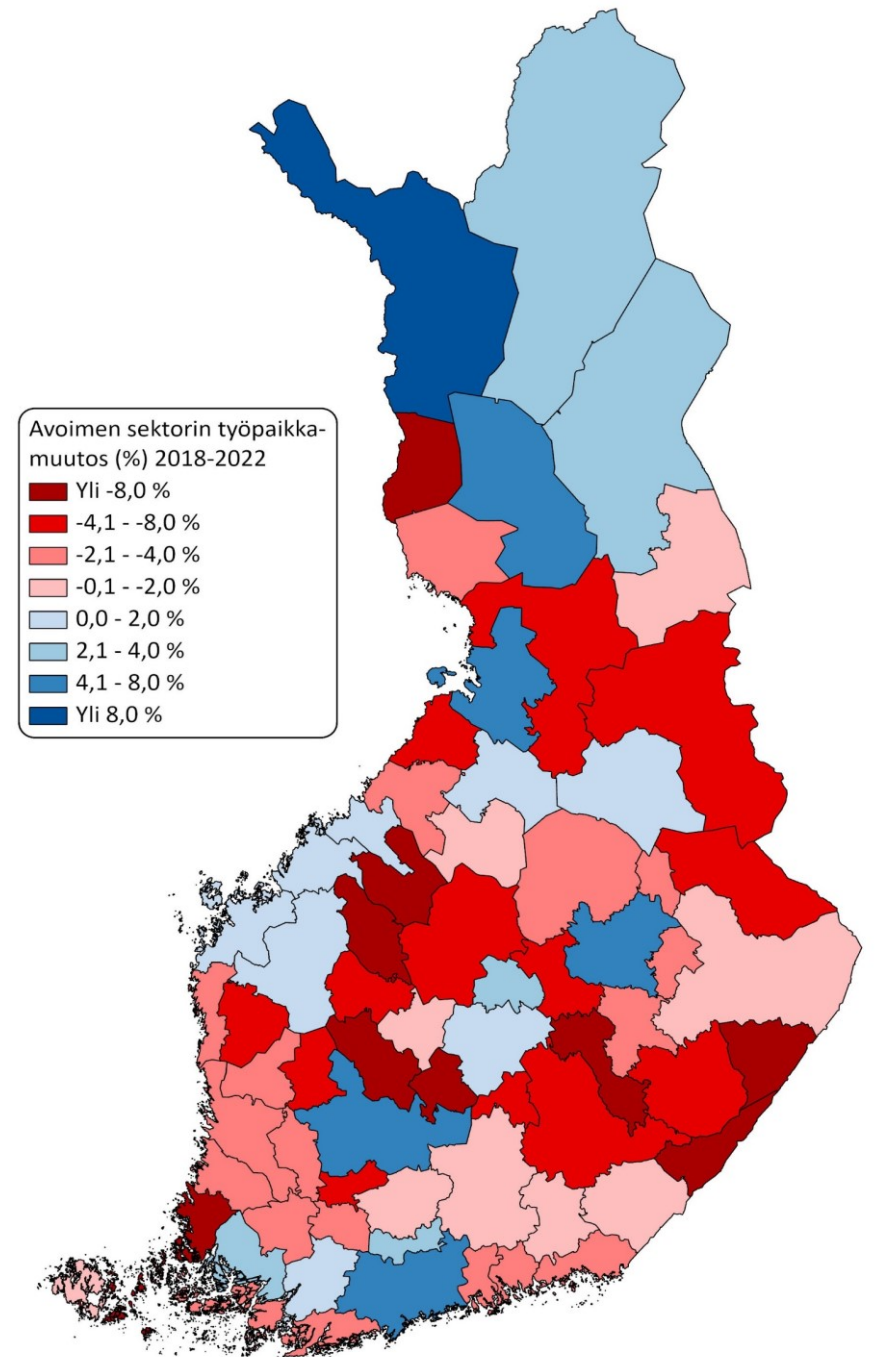 Avoimen sektorin työpaikka-
muutos (%) 2018-2022
Yli -8,0 %
-4,1 - -8,0 %
-2,1 - -4,0 %
-0,1 - -2,0 %
0,0 - 2,0 %
2,1 - 4,0 %
4,1 - 8,0 %
Yli 8,0 %